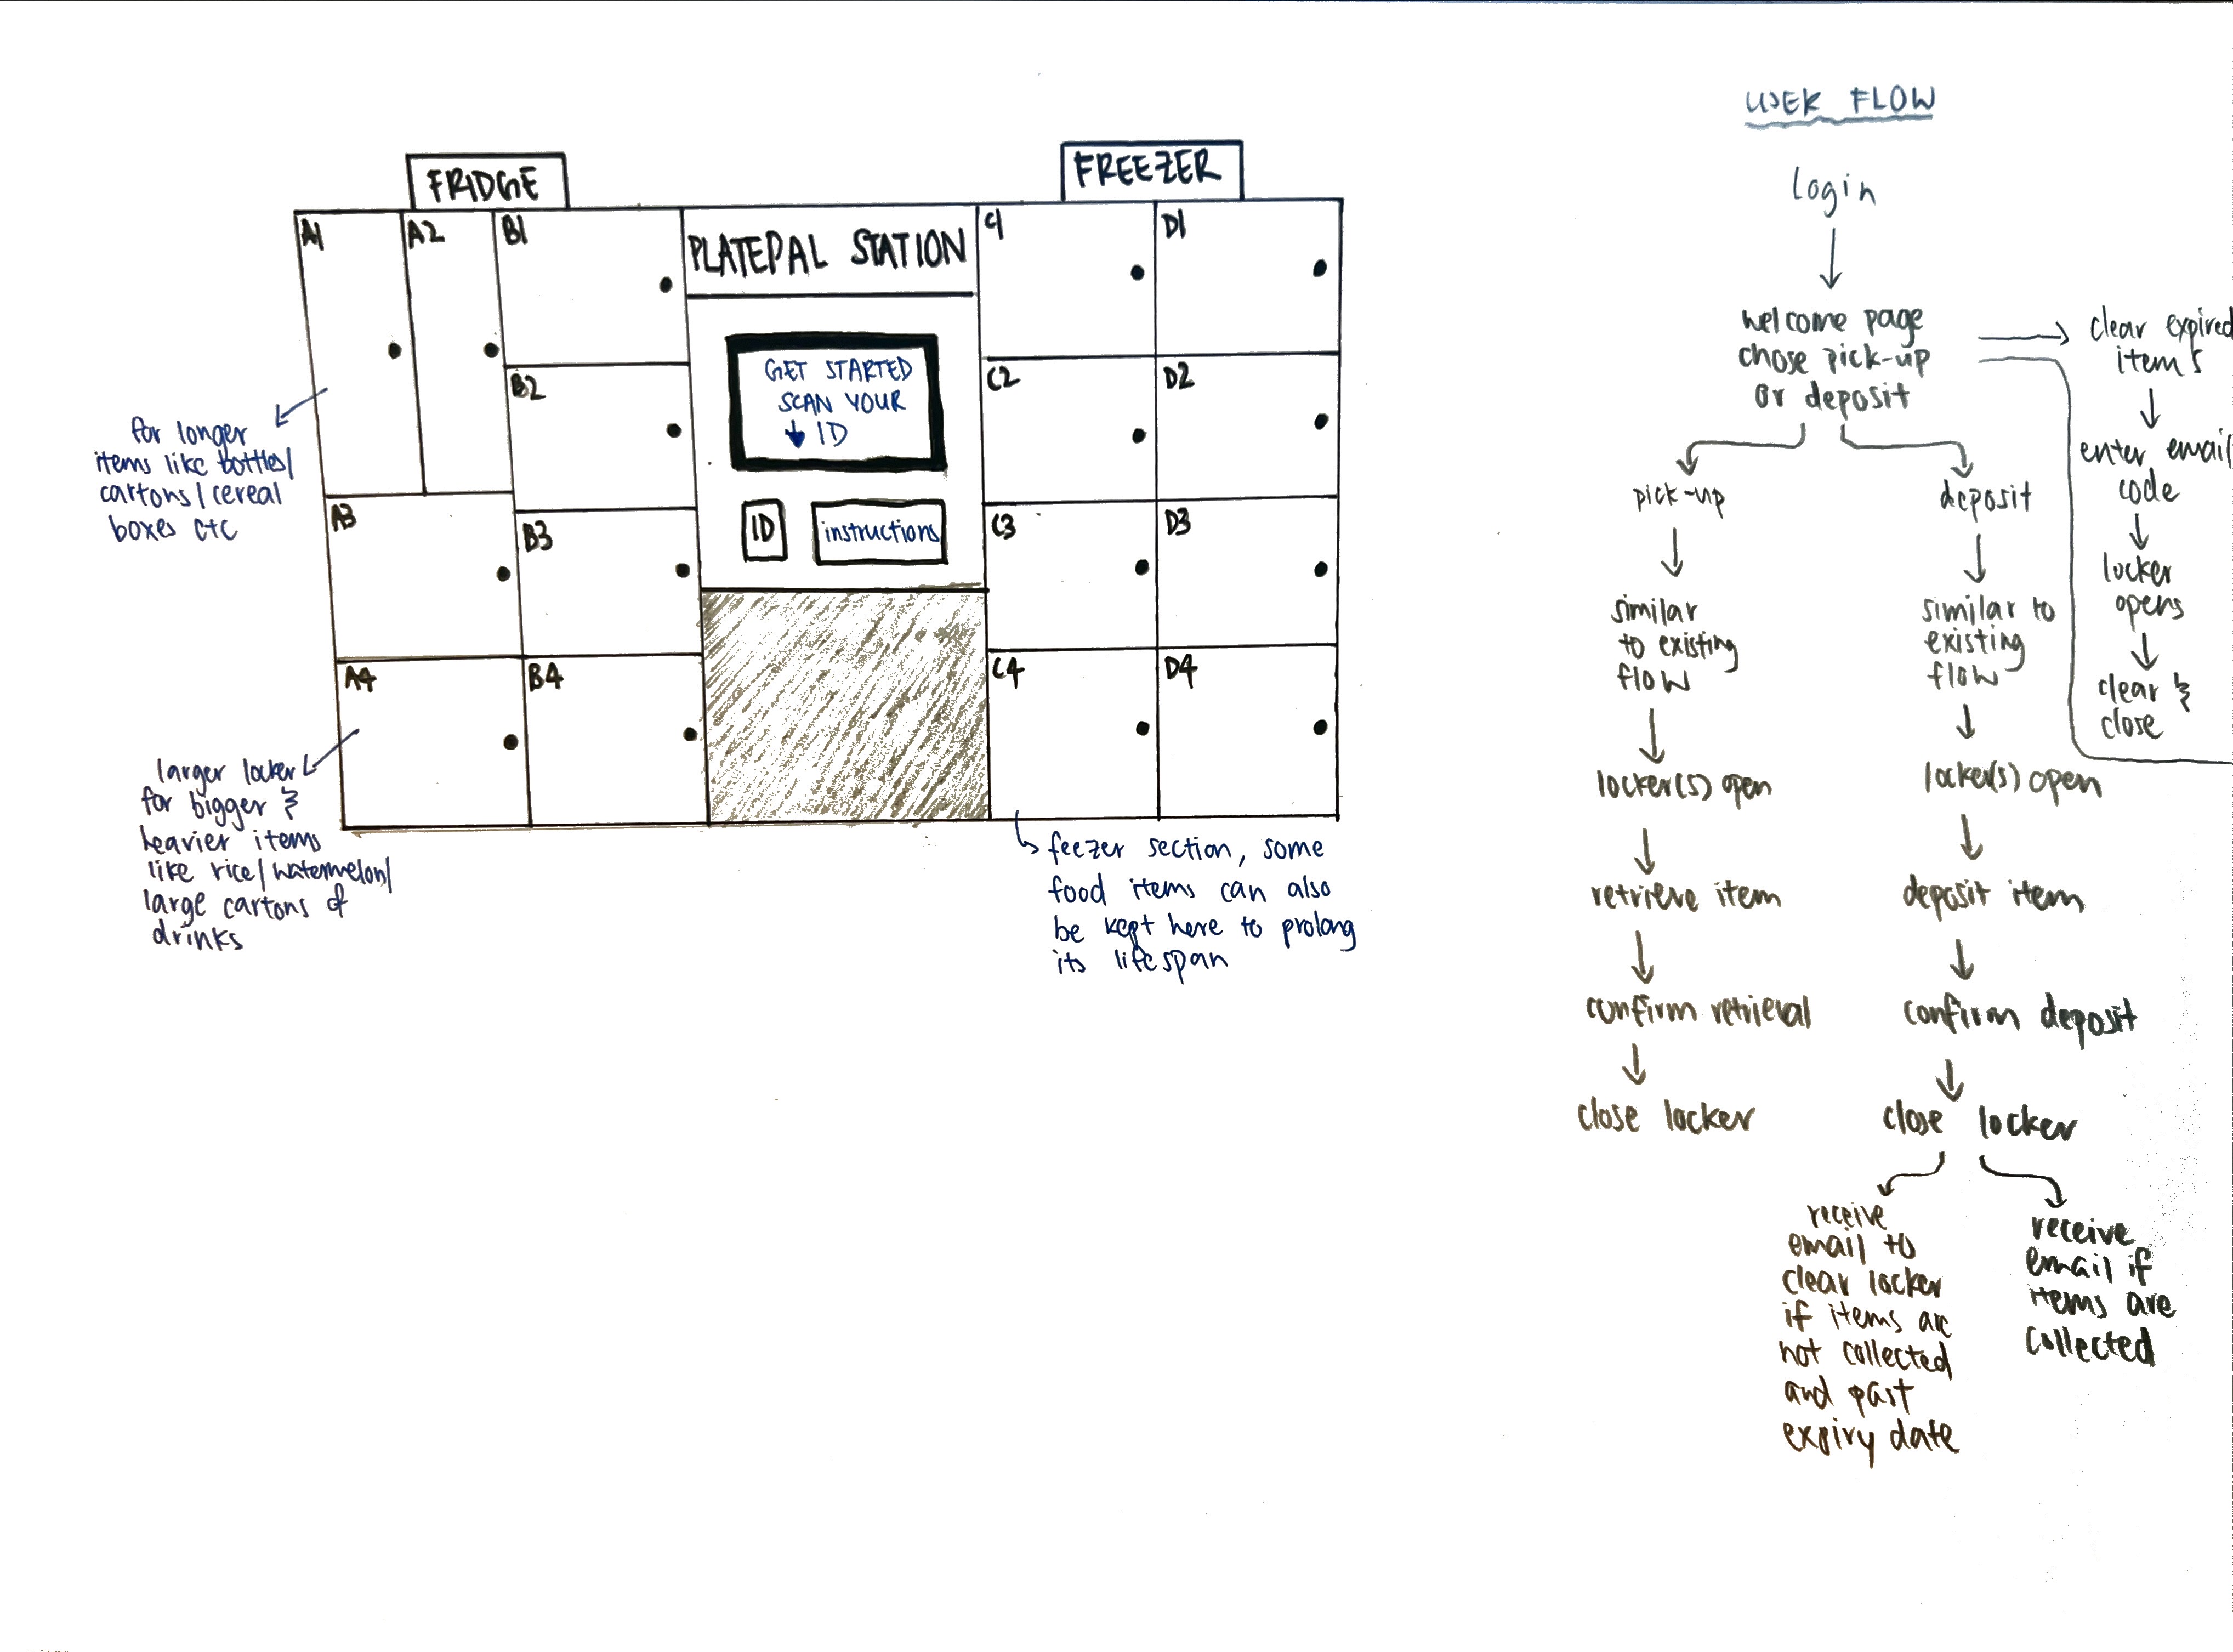 FRIDGE
FREEZER
A1
A2
B1
PLATEPAL STATION
C1
D1
B2
C2
D2
GET STARTED
SCAN YOUR
ID
A3
B3
ID
instructions
C3
D3
A4
B4
C4
D4
for longer
items like bottles/
cartons/cereal
boxes etc
larger locker
for bigger &
heavier items
like rice/watermelon/
large cartons of
drinks
feezer section, some
food items can also
be kept here to prolong
its lifespan
USER FLOW
login
welcome page
chose pick-up
or deposit
clear expired
items
enter email
code
locker
opens
clear &
close
pick-up
similar
to existing
flow
locker(s) open
retrieve item
confirm retrieval
close locker
deposit
similar to
existing
flow
locker(s) open
deposit item
confirm deposit
close locker
receive
email to
clear locker
if items are
not collected
and past
expiry date
receive
email if
items are
collected